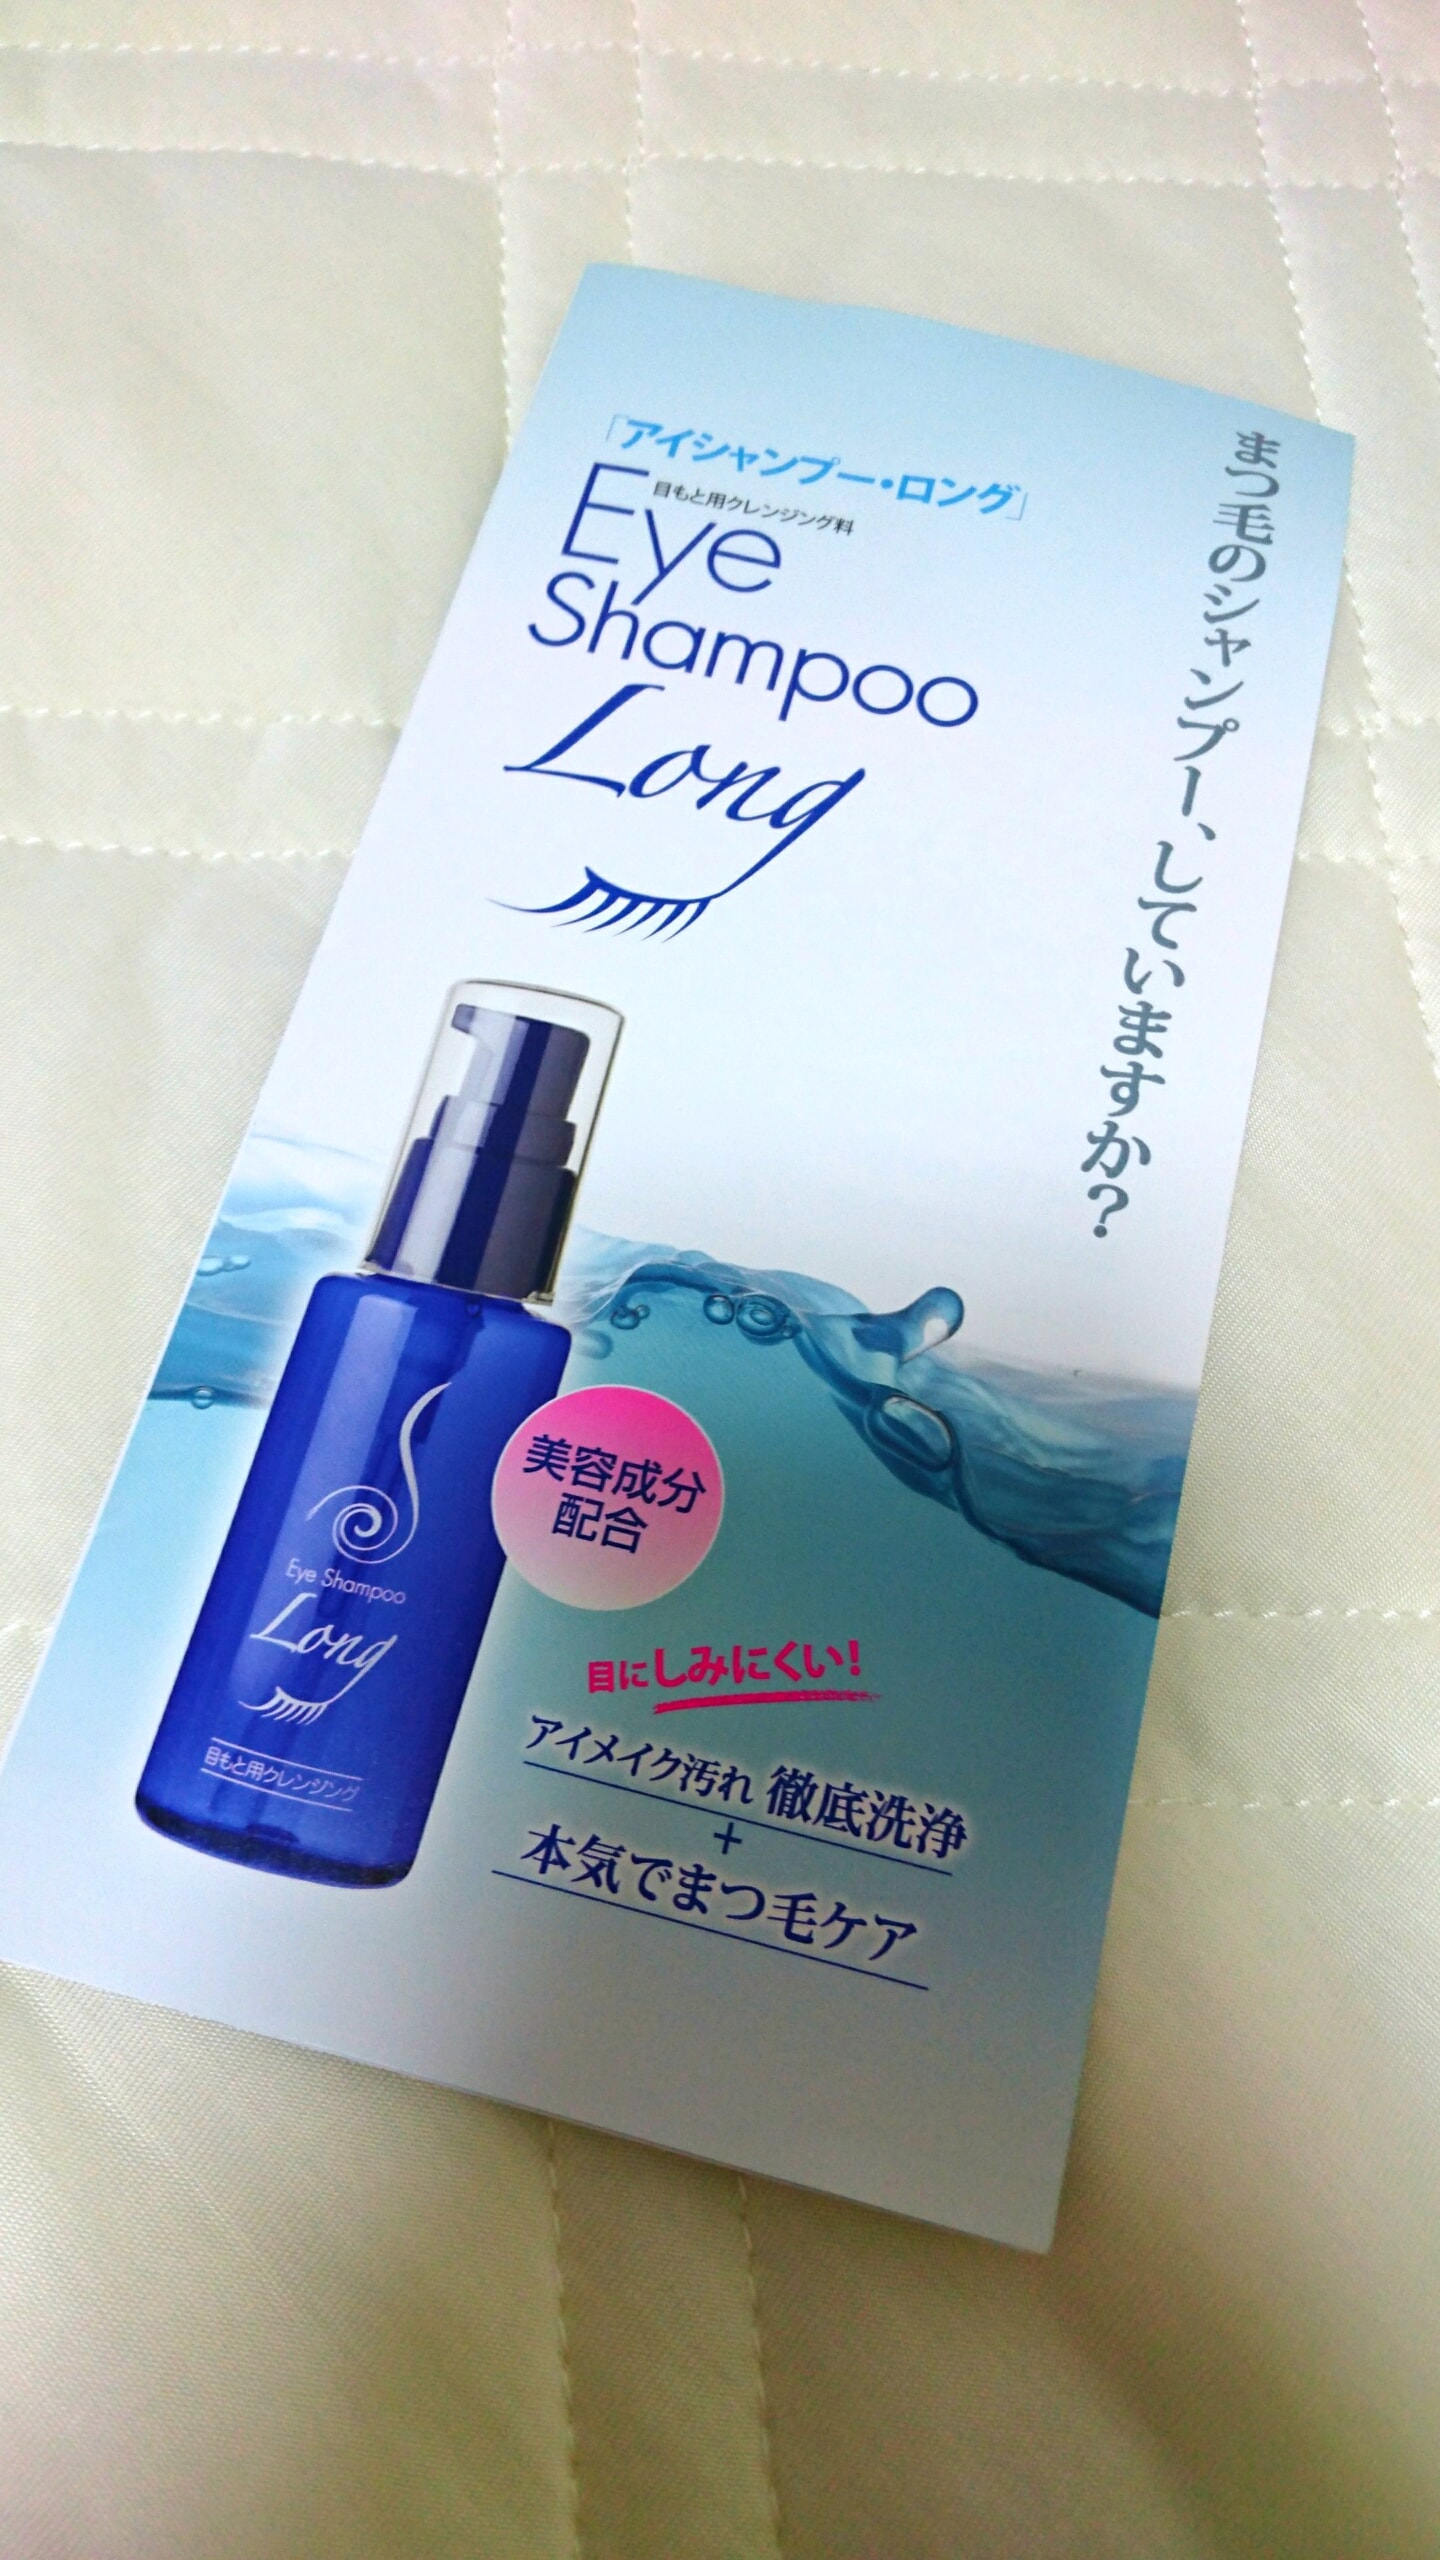 まつ毛のシャンプー、していますか?
「アイシャンプー・ロング」
目もと用クレンジング料
Eye
Shampoo
Long
美容成分
配合
Eye Shampoo
Long
目もと用クレンジング
目にしみにくい!
アイメイク汚れ 徹底洗浄
+
本気でまつ毛ケア